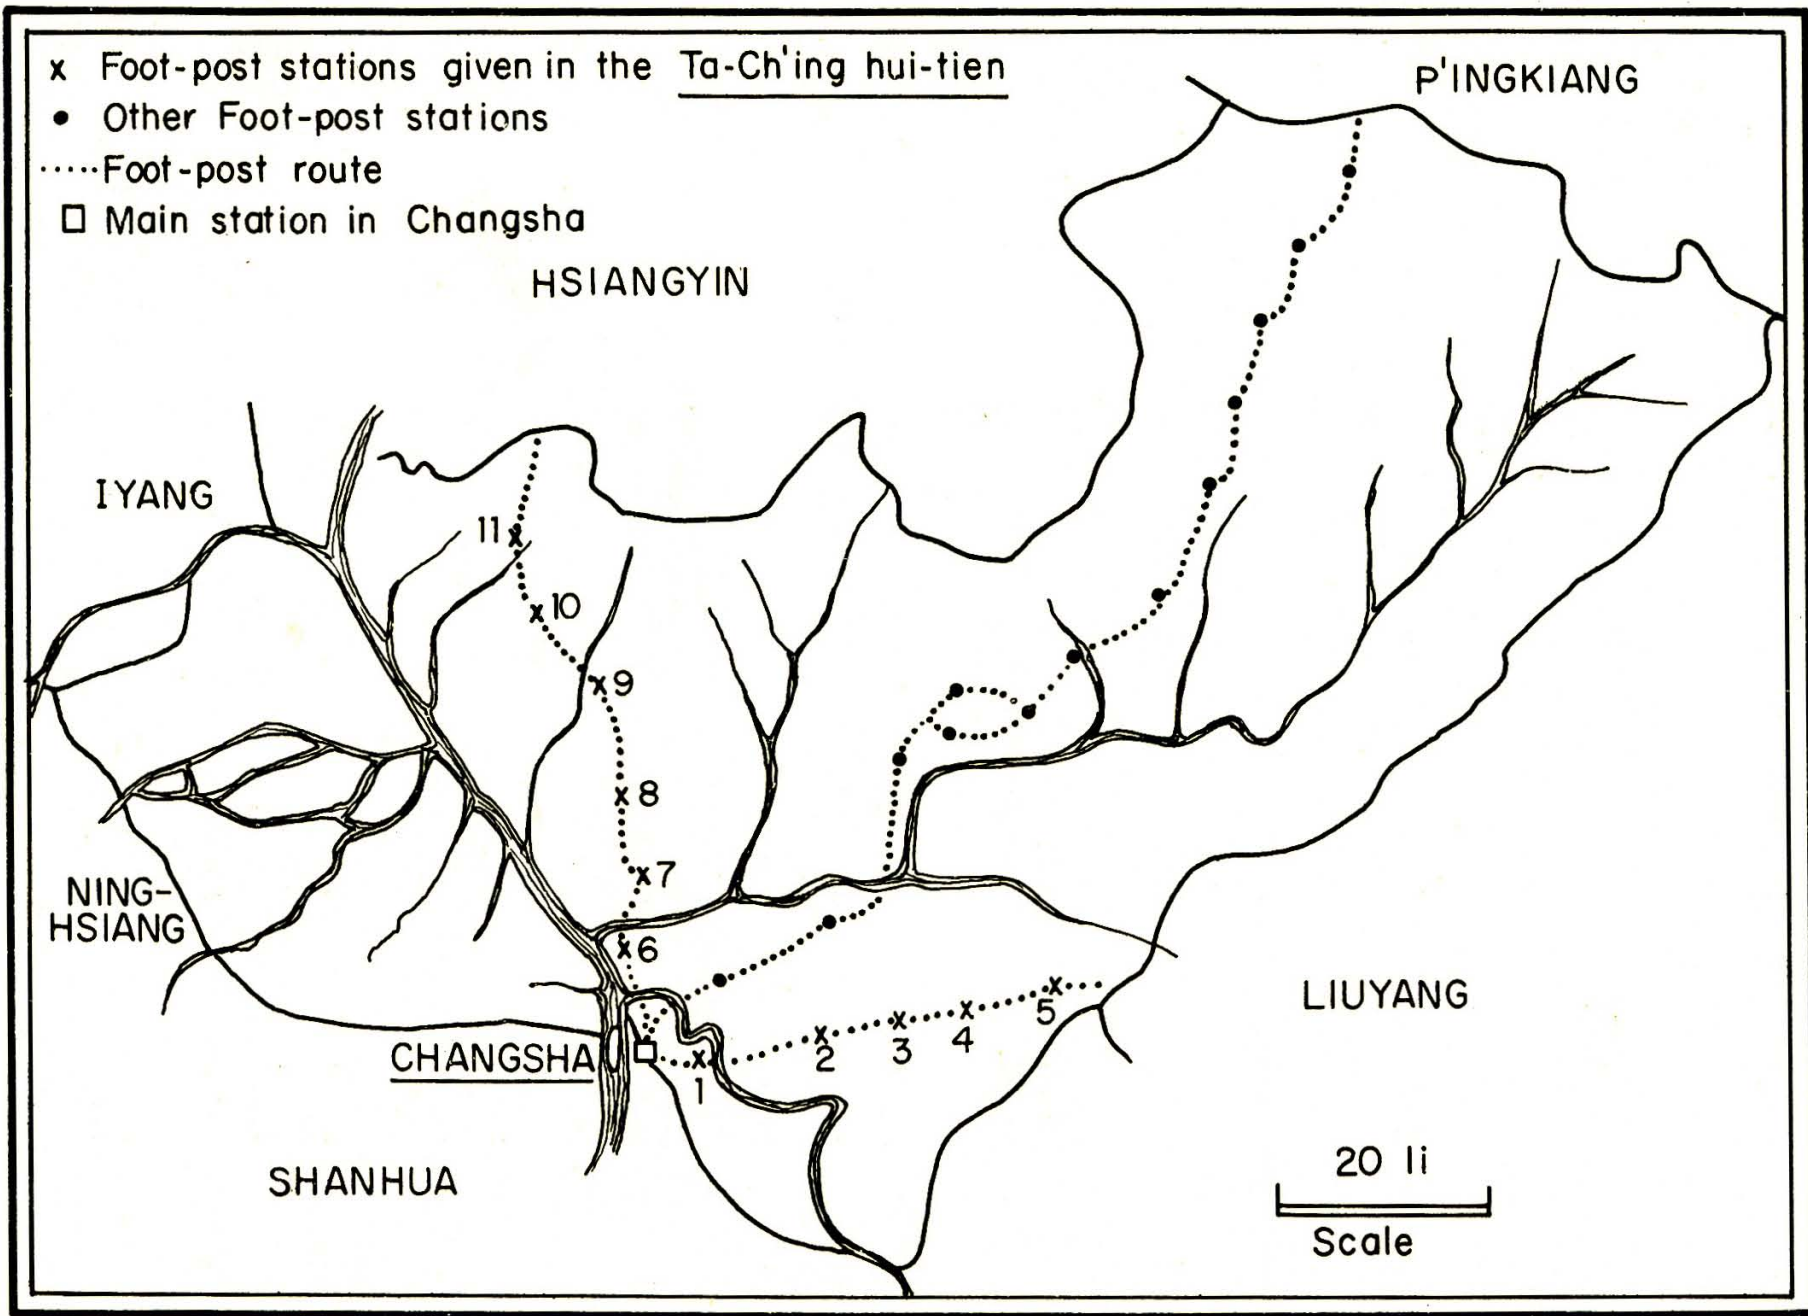 x Foot-post stations given in the Ta-Ch'ing hui-tien
• Other Foot-post stations
.....Foot-post route
□ Main station in Changsha
P'INGKIANG
HSIANGYIN
IYANG
11
10
9
8
7
NING-
HSIANG
6
LIUYANG
5
4
3
2
CHANGSHA
1
20 li
SHANHUA
Scale